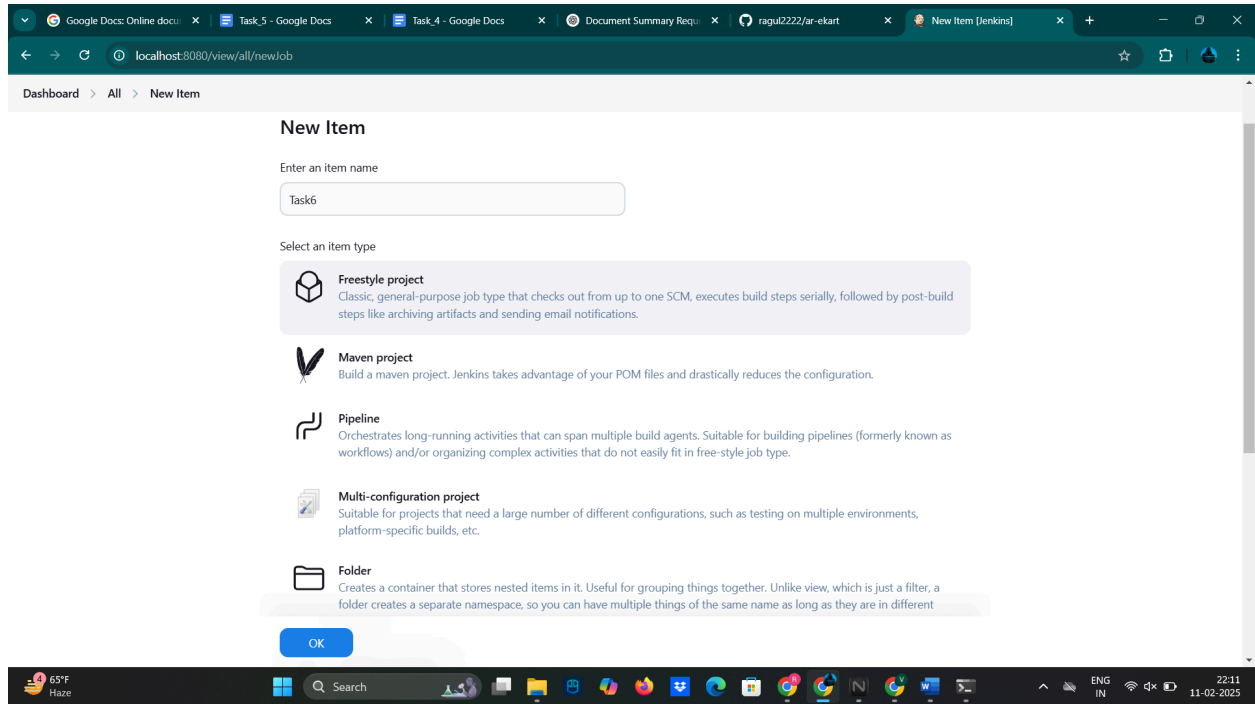 Google Docs: Online docu
Task_5 - Google Docs
Task_4 - Google Docs
Document Summary Requ
ragul2222/ar-ekart
New Item [Jenkins]
localhost:8080/view/all/newJob
Dashboard > All > New Item
New Item
Enter an item name
Task6
Select an item type
Freestyle project
Classic, general-purpose job type that checks out from up to one SCM, executes build steps serially, followed by post-build
steps like archiving artifacts and sending email notifications.
Maven project
Build a maven project. Jenkins takes advantage of your POM files and drastically reduces the configuration.
Pipeline
Orchestrates long-running activities that can span multiple build agents. Suitable for building pipelines (formerly known as
workflows) and/or organizing complex activities that do not easily fit in free-style job type.
Multi-configuration project
Suitable for projects that need a large number of different configurations, such as testing on multiple environments,
platform-specific builds, etc.
Folder
Creates a container that stores nested items in it. Useful for grouping things together. Unlike view, which is just a filter, a
folder creates a separate namespace, so you can have multiple things of the same name as long as they are in different
OK
4
65°F
Haze
Search
ENG
IN
22:11
11-02-2025